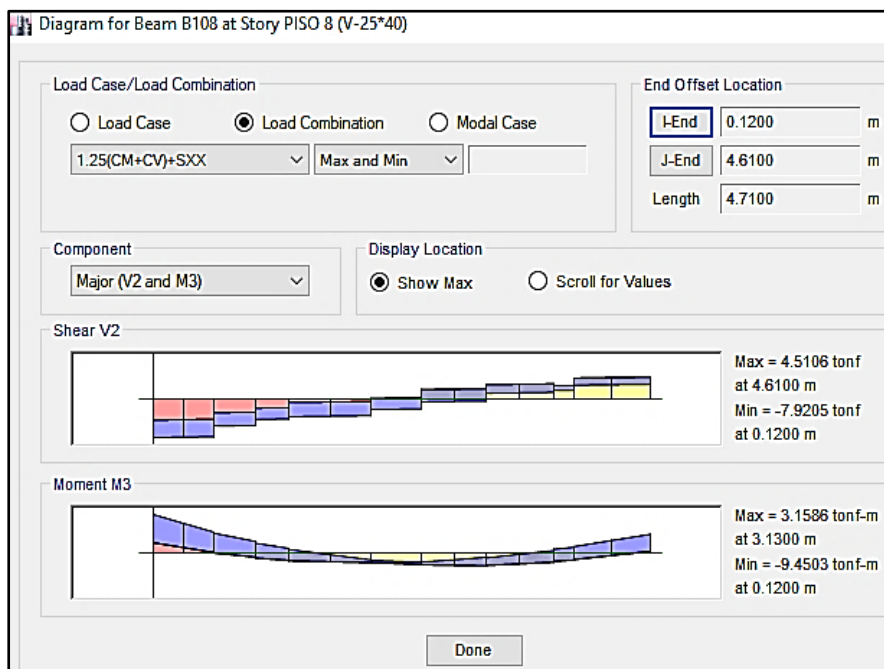 Diagram for Beam B108 at Story PISO 8 (V-25*40)
Load Case/Load Combination
Load Case
Load Combination
Modal Case
1.25(CM+CV)+SXX
Max and Min
End Offset Location
I-End
0.1200
m
J-End
4.6100
m
Length
4.7100
m
Component
Major (V2 and M3)
Display Location
Show Max
Scroll for Values
Shear V2
Max = 4.5106 tonf
at 4.6100 m
Min = -7.9205 tonf
at 0.1200 m
Moment M3
Max = 3.1586 tonf-m
at 3.1300 m
Min = -9.4503 tonf-m
at 0.1200 m
Done